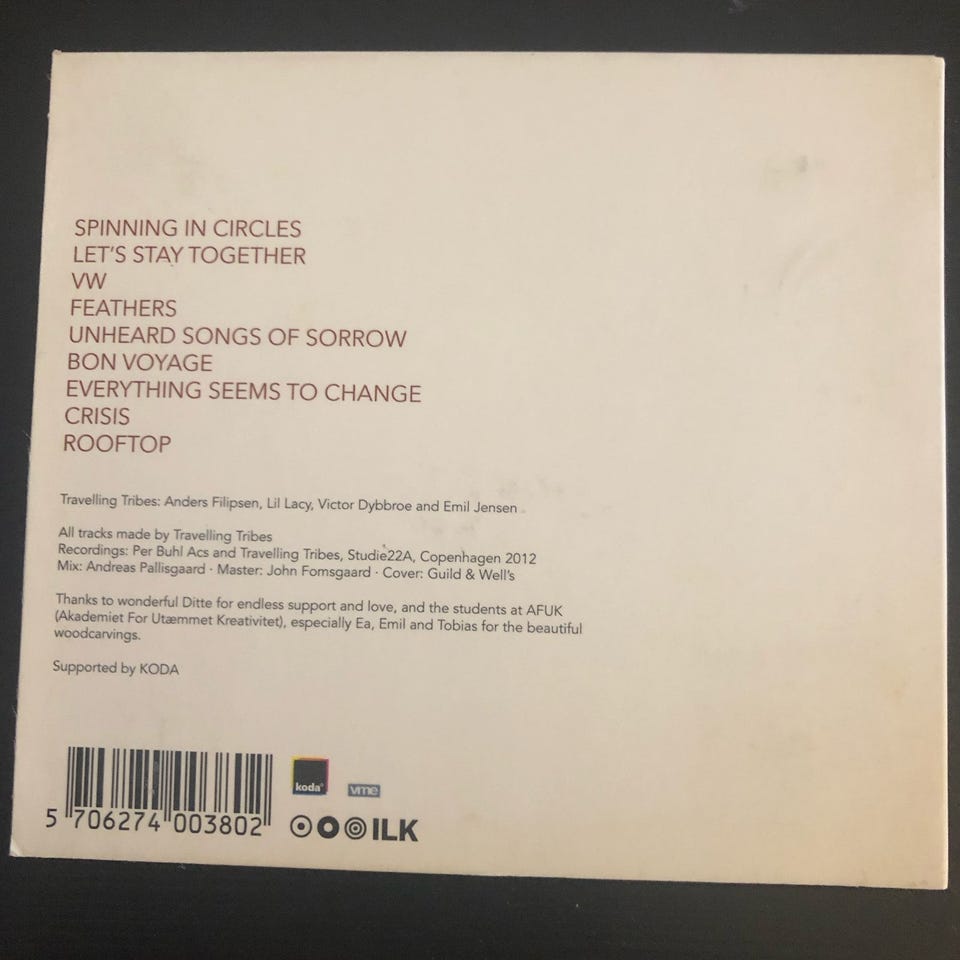 SPINNING IN CIRCLES
LET'S STAY TOGETHER
VW
FEATHERS
UNHEARD SONGS OF SORROW
BON VOYAGE
EVERYTHING SEEMS TO CHANGE
CRISIS
ROOFTOP
Travelling Tribes: Anders Filipsen, Lil Lacy, Victor Dybbroe and Emil Jensen
All tracks made by Travelling Tribes
Recordings: Per Buhl Acs and Travelling Tribes, Studie22A, Copenhagen 2012
Mix: Andreas Pallisgaard · Master: John Fomsgaard · Cover: Guild & Well's
Thanks to wonderful Ditte for endless support and love, and the students at AFUK
(Akademiet For Utæmmet Kreativitet), especially Ea, Emil and Tobias for the beautiful
woodcarvings.
Supported by KODA
koda
vme
5 706274 003802
ILK